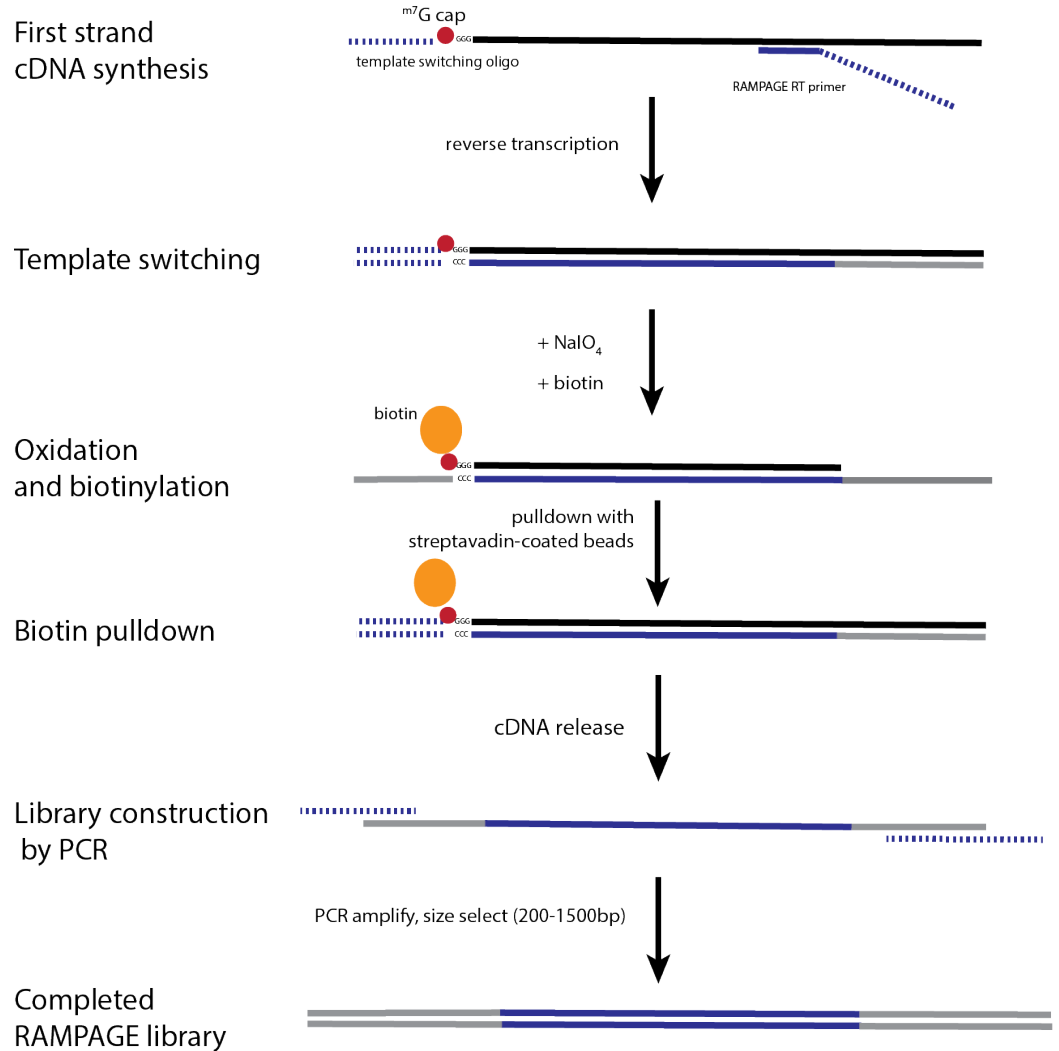 First strand
cDNA synthesis
m7G cap
GGG
template switching oligo
RAMPAGE RT primer
reverse transcription
Template switching
GGG
CCC
+ NaIO4
+ biotin
Oxidation
and biotinylation
biotin
GGG
CCC
pulldown with
streptavadin-coated beads
Biotin pulldown
GGG
CCC
cDNA release
Library construction
by PCR
PCR amplify, size select (200-1500bp)
Completed
RAMPAGE library